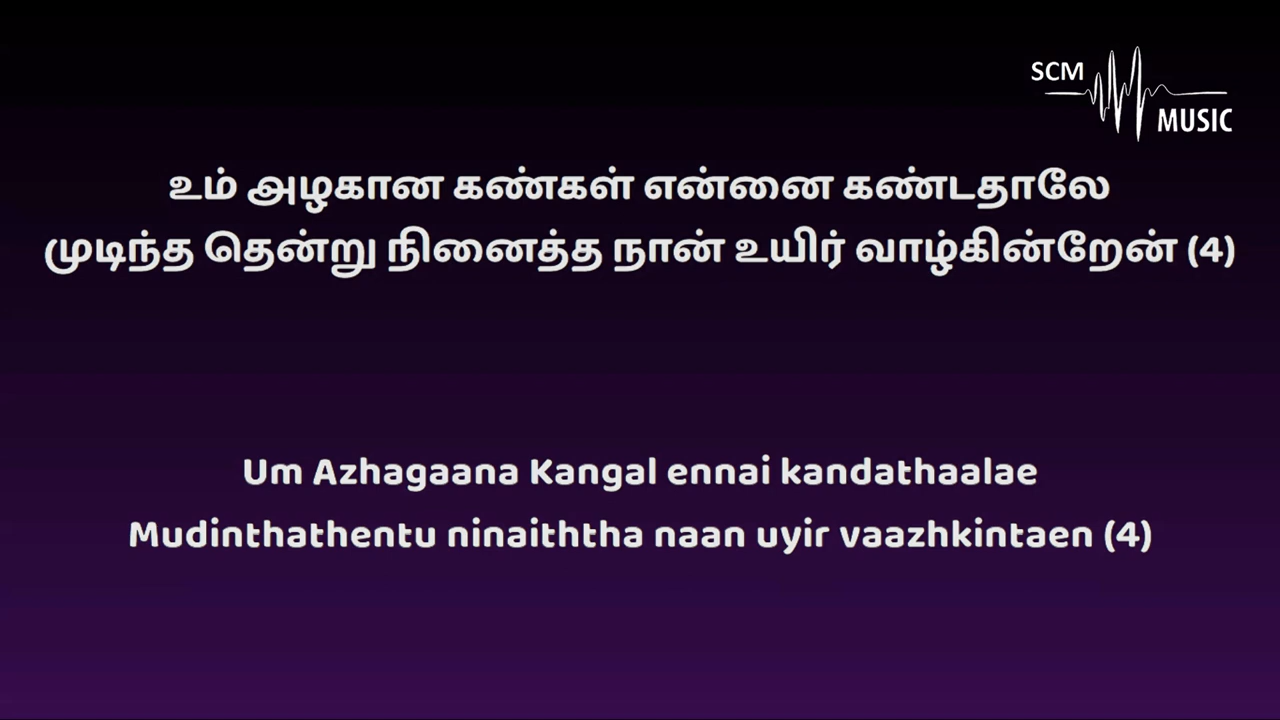 SCM
MUSIC
உம் அழகான கண்கள் என்னை கண்டதாலே
முடிந்த தென்று நினைத்த நான் உயிர் வாழ்கின்றேன் (4)
Um Azhagaana Kangal ennai kandathaalae
Mudinthathentu ninaiththa naan uyir vaazhkintaen (4)